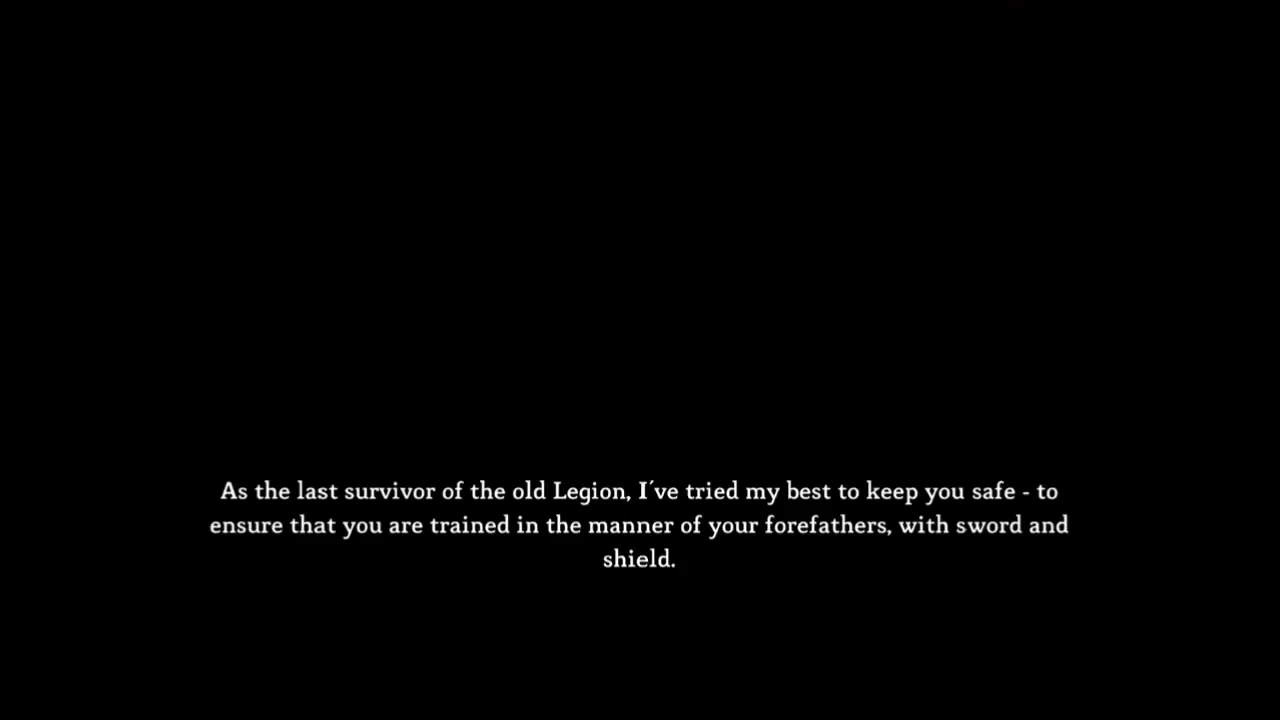 As the last survivor of the old Legion, I´ve tried my best to keep you safe - to
ensure that you are trained in the manner of your forefathers, with sword and
shield.